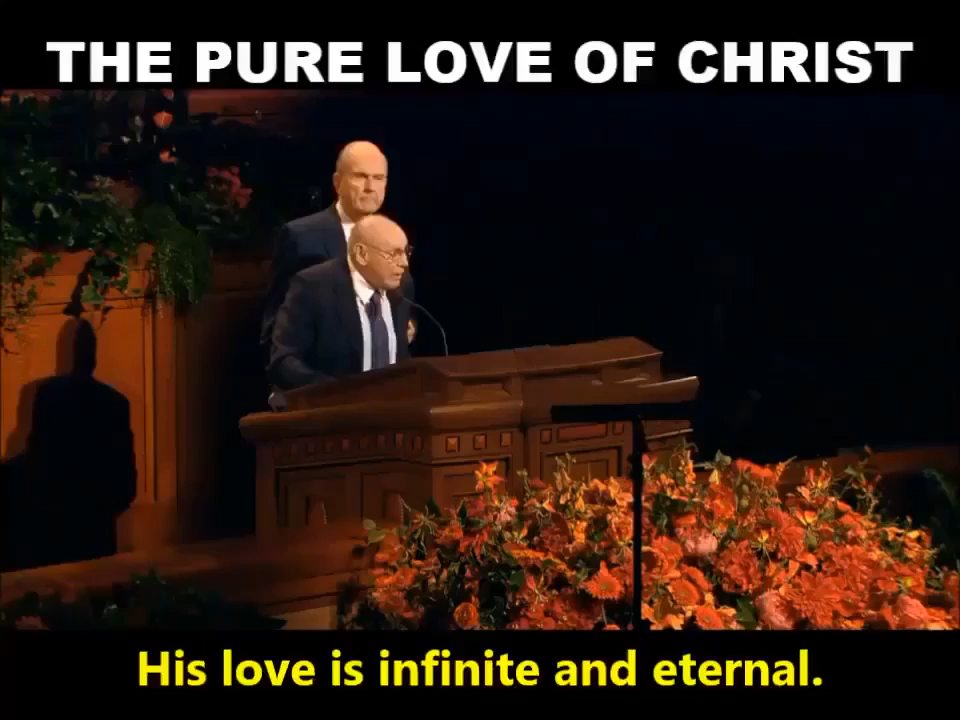 THE PURE LOVE OF CHRIST
His love is infinite and eternal.